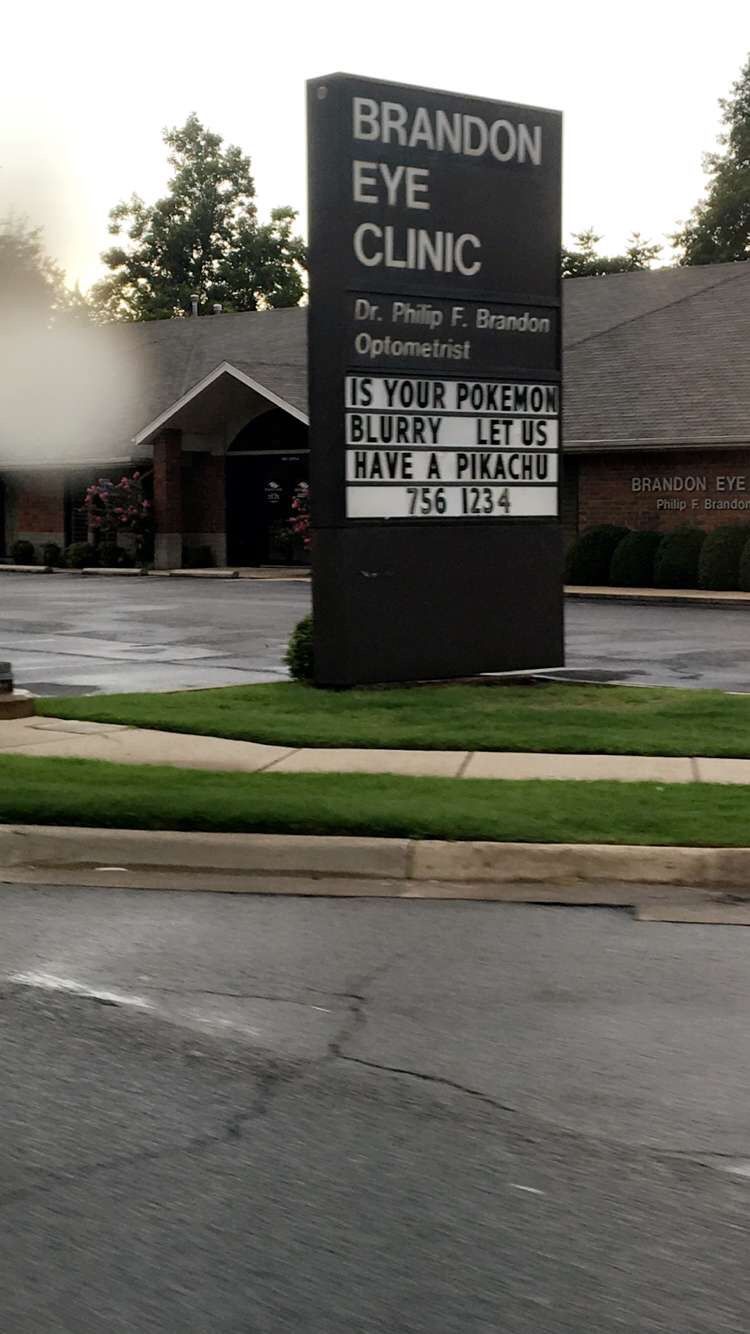 BRANDON
EYE
CLINIC
Dr. Philip F. Brandon
Optometrist
IS YOUR POKEMON
BLURRY LET US
HAVE A PIKACHU
756 1234
BRANDON EYE
Philip F. Brandon